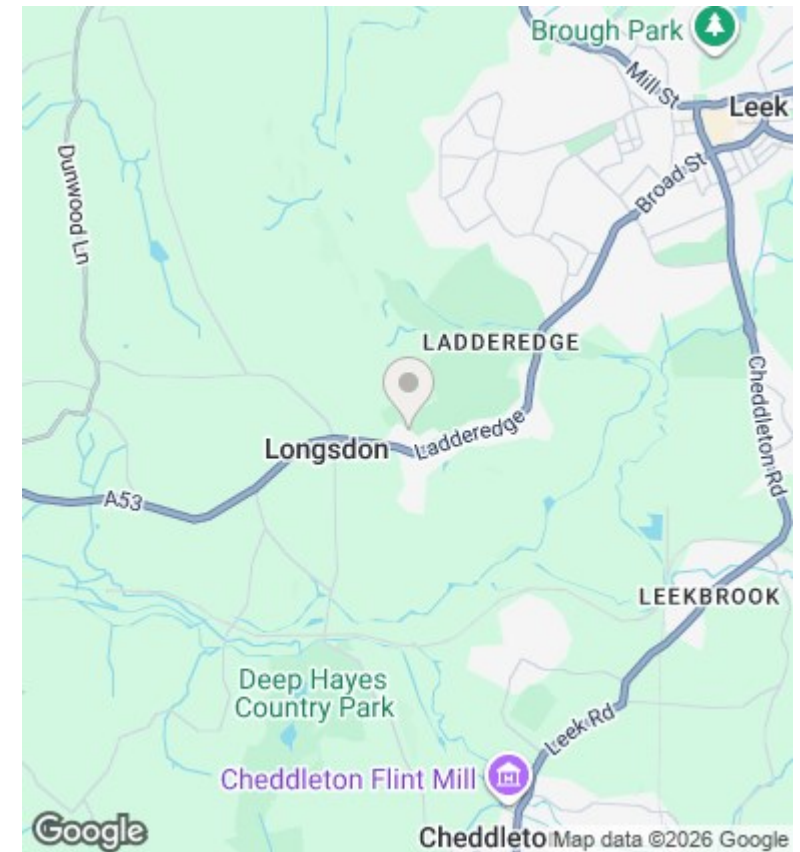 Brough Park
Mill St
Leek
Dunwood Ln
Broad St
LADDEREDGE
Cheddleton Rd
Longsdon
Ladderedge
A53
LEEKBROOK
Deep Hayes
Country Park
Leek Rd
Cheddleton Flint Mill
Google
Cheddleto
Map data ©2026 Google